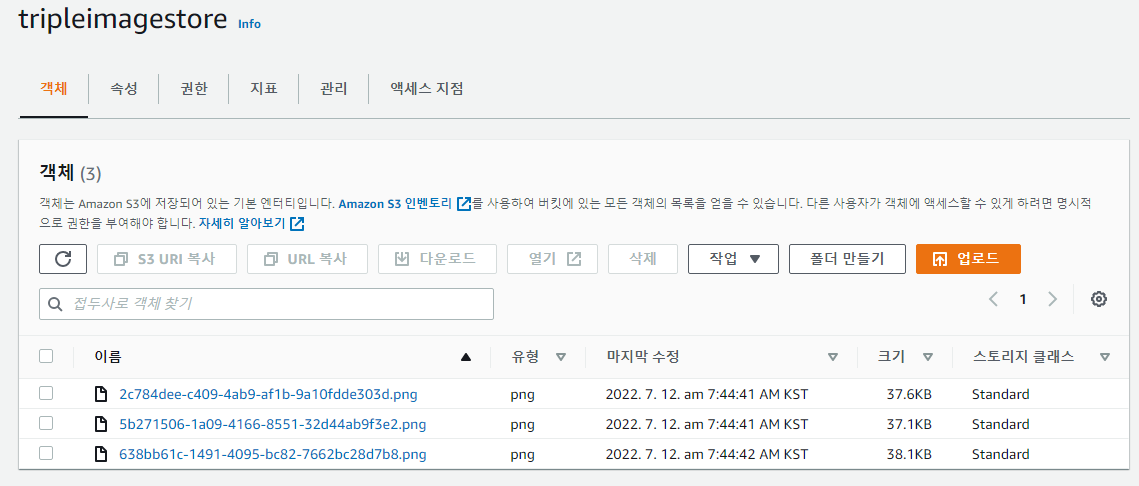 tripleimagestore Info
객체 속성 권한 지표 관리 액세스 지점
객체 (3)
객체는 Amazon S3에 저장되어 있는 기본 엔터티입니다. Amazon S3 인벤토리를 사용하여 버킷에 있는 모든 객체의 목록을 얻을 수 있습니다. 다른 사용자가 객체에 액세스할 수 있게 하려면 명시적
으로 권한을 부여해야 합니다. 자세히 알아보기
S3 URI 복사 URL 복사 다운로드 열기 삭제 작업 폴더 만들기 업로드
접두사로 객체 찾기 1
이름 유형 마지막 수정 크기 스토리지 클래스
2c784dee-c409-4ab9-af1b-9a10fdde303d.png png 2022. 7. 12. am 7:44:41 AM KST 37.6KB Standard
5b271506-1a09-4166-8551-32d44ab9f3e2.png png 2022. 7. 12. am 7:44:41 AM KST 37.1KB Standard
638bb61c-1491-4095-bc82-7662bc28d7b8.png png 2022. 7. 12. am 7:44:42 AM KST 38.1KB Standard